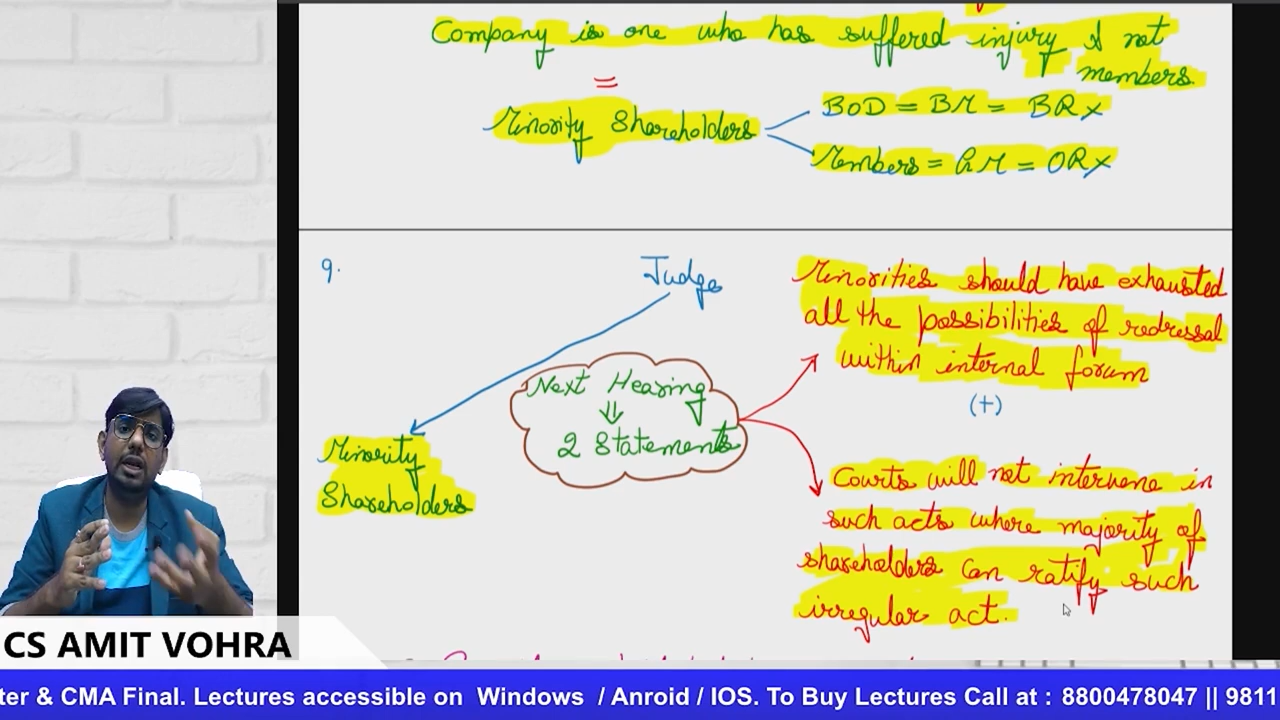 Company is one who has suffered injury & not
members.
=
Minority Shareholders
BOD = BM = BRx
Members = GM = ORx
9.
Judge
Minorities should have exhausted
all the possibilities of redressal
within internal forum
(+)
Next Hearing
⇓
2 Statements
Minority
Shareholders
Courts will not intervene in
such acts where majority of
shareholders can ratify such
irregular act.
CS AMIT VOHRA
ter & CMA Final. Lectures accessible on Windows / Anroid / IOS. To Buy Lectures Call at : 8800478047 || 9811